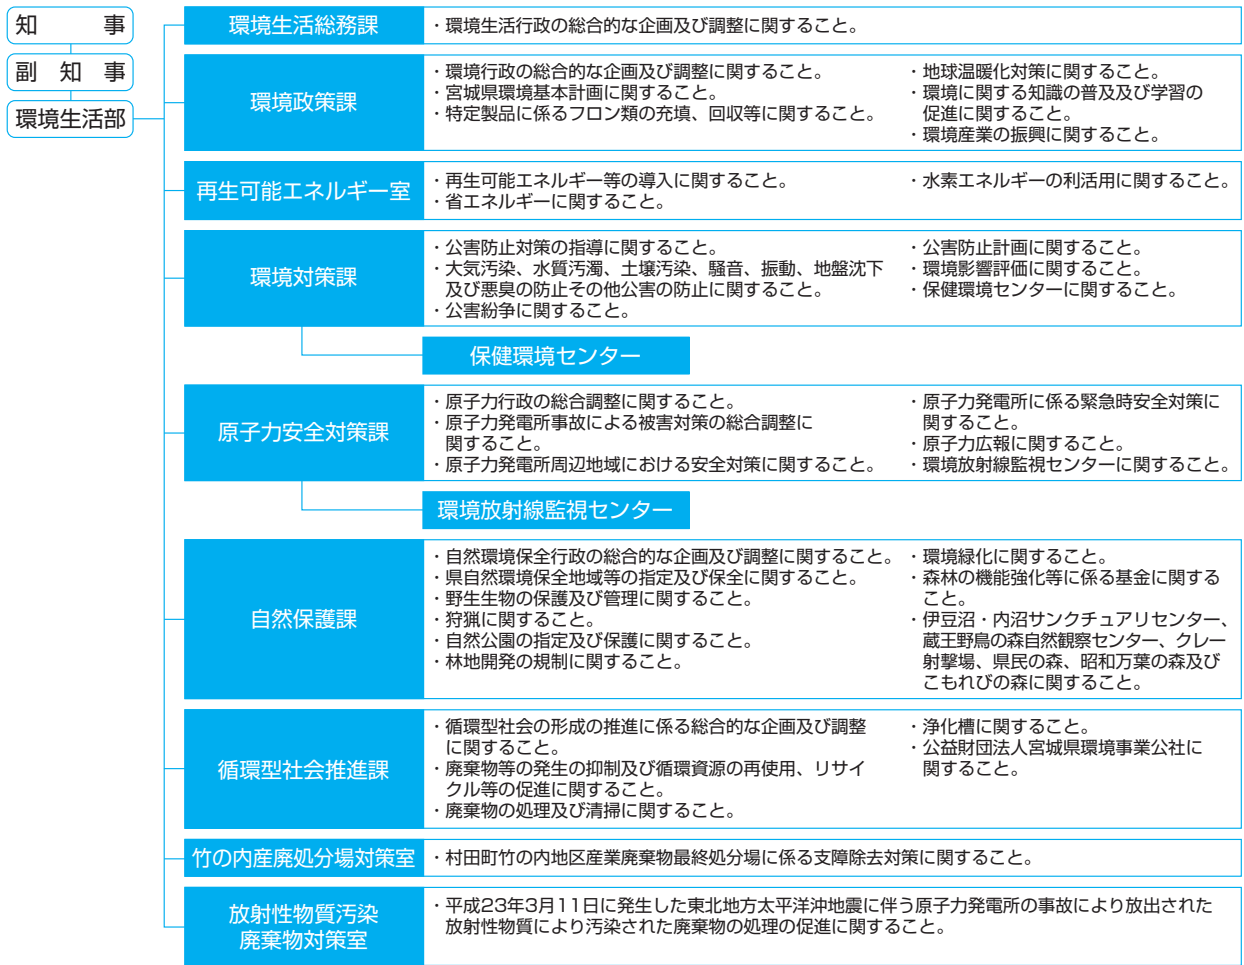 知事
副知事
環境生活部
環境生活総務課
・環境生活行政の総合的な企画及び調整に関すること。
環境政策課
・環境行政の総合的な企画及び調整に関すること。
・宮城県環境基本計画に関すること。
・特定製品に係るフロン類の充填、回収等に関すること。
・地球温暖化対策に関すること。
・環境に関する知識の普及及び学習の
促進に関すること。
・環境産業の振興に関すること。
再生可能エネルギー室
・再生可能エネルギー等の導入に関すること。
・省エネルギーに関すること。
・水素エネルギーの利活用に関すること。
環境対策課
・公害防止対策の指導に関すること。
・大気汚染、水質汚濁、土壌汚染、騒音、振動、地盤沈下
及び悪臭の防止その他公害の防止に関すること。
・公害紛争に関すること。
・公害防止計画に関すること。
・環境影響評価に関すること。
・保健環境センターに関すること。
保健環境センター
原子力安全対策課
・原子力行政の総合調整に関すること。
・原子力発電所事故による被害対策の総合調整に
関すること。
・原子力発電所周辺地域における安全対策に関すること。
・原子力発電所に係る緊急時安全対策に
関すること。
・原子力広報に関すること。
・環境放射線監視センターに関すること。
環境放射線監視センター
自然保護課
・自然環境保全行政の総合的な企画及び調整に関すること。
・県自然環境保全地域等の指定及び保全に関すること。
・野生生物の保護及び管理に関すること。
・狩猟に関すること。
・自然公園の指定及び保護に関すること。
・林地開発の規制に関すること。
・環境緑化に関すること。
・森林の機能強化等に係る基金に関する
こと。
・伊豆沼・内沼サンクチュアリセンター、
蔵王野鳥の森自然観察センター、クレー
射撃場、県民の森、昭和万葉の森及び
こもれびの森に関すること。
循環型社会推進課
・循環型社会の形成の推進に係る総合的な企画及び調整
に関すること。
・廃棄物等の発生の抑制及び循環資源の再使用、リサイ
クル等の促進に関すること。
・廃棄物の処理及び清掃に関すること。
・浄化槽に関すること。
・公益財団法人宮城県環境事業公社に
関すること。
竹の内産廃処分場対策室
・村田町竹の内地区産業廃棄物最終処分場に係る支障除去対策に関すること。
放射性物質汚染
廃棄物対策室
・平成23年3月11日に発生した東北地方太平洋沖地震に伴う原子力発電所の事故により放出された
放射性物質により汚染された廃棄物の処理の促進に関すること。